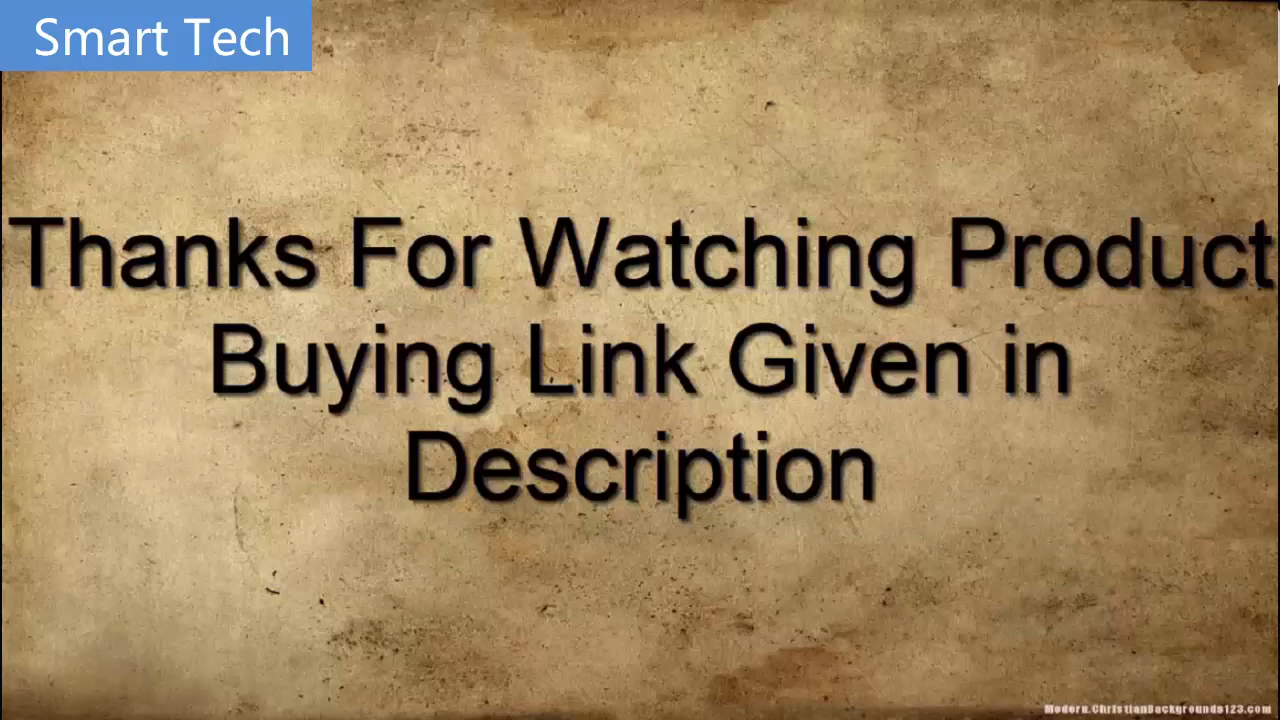 Smart Tech
Thanks For Watching Product
Buying Link Given in
Description
Modern.ChristianBackgrounds123.com